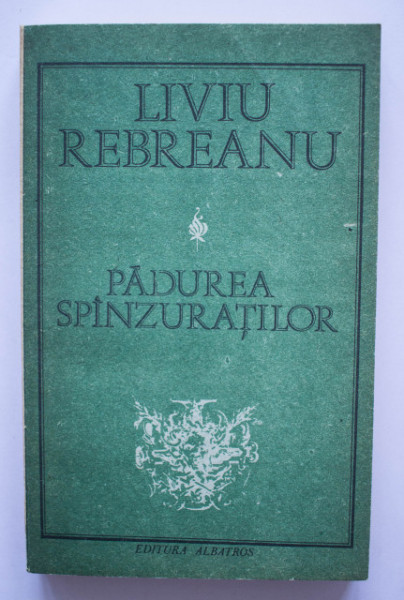 LIVIU
REBREANU
PĂDUREA
SPÎNZURAȚILOR
EDITURA ALBATROS